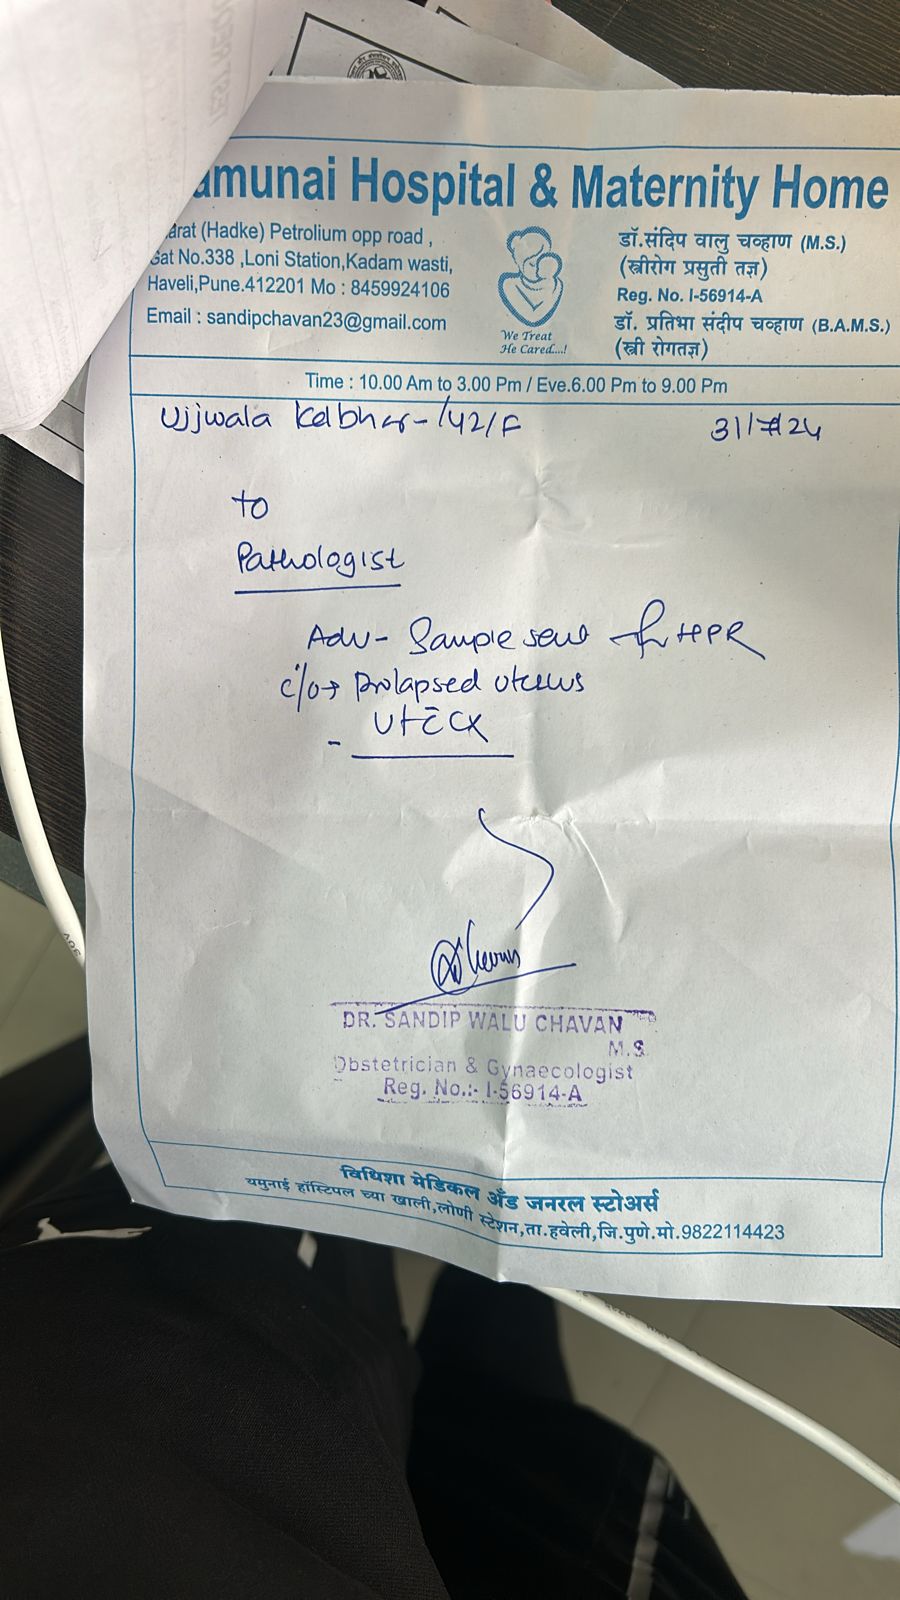 amunai Hospital & Maternity Home
arat (Hadke) Petrolium opp road ,
Gat No.338 ,Loni Station,Kadam wasti,
Haveli,Pune.412201 Mo : 8459924106
Email : sandipchavan23@gmail.com
We Treat
He Cared....!
डॉ.संदिप वालु चव्हाण (M.S.)
(स्त्रीरोग प्रसुती तज्ञ)
Reg. No. I-56914-A
डॉ. प्रतिभा संदीप चव्हाण (B.A.M.S.)
(स्त्री रोगतज्ञ)
Time : 10.00 Am to 3.00 Pm / Eve.6.00 Pm to 9.00 Pm
Ujjwala /42/F 31/7/24
to
Pathologist
Adv- Sample sent for HPR
c/o→ prolapsed uterus
- Ut c̄ CX
DR. SANDIP WALU CHAVAN
M.S.
Obstetrician & Gynaecologist
Reg. No.:- I-56914-A
विधिशा मेडिकल अँड जनरल स्टोअर्स
यमुनाई हॉस्टिपल च्या खाली,लोणी स्टेशन,ता.हवेली,जि.पुणे.मो.9822114423